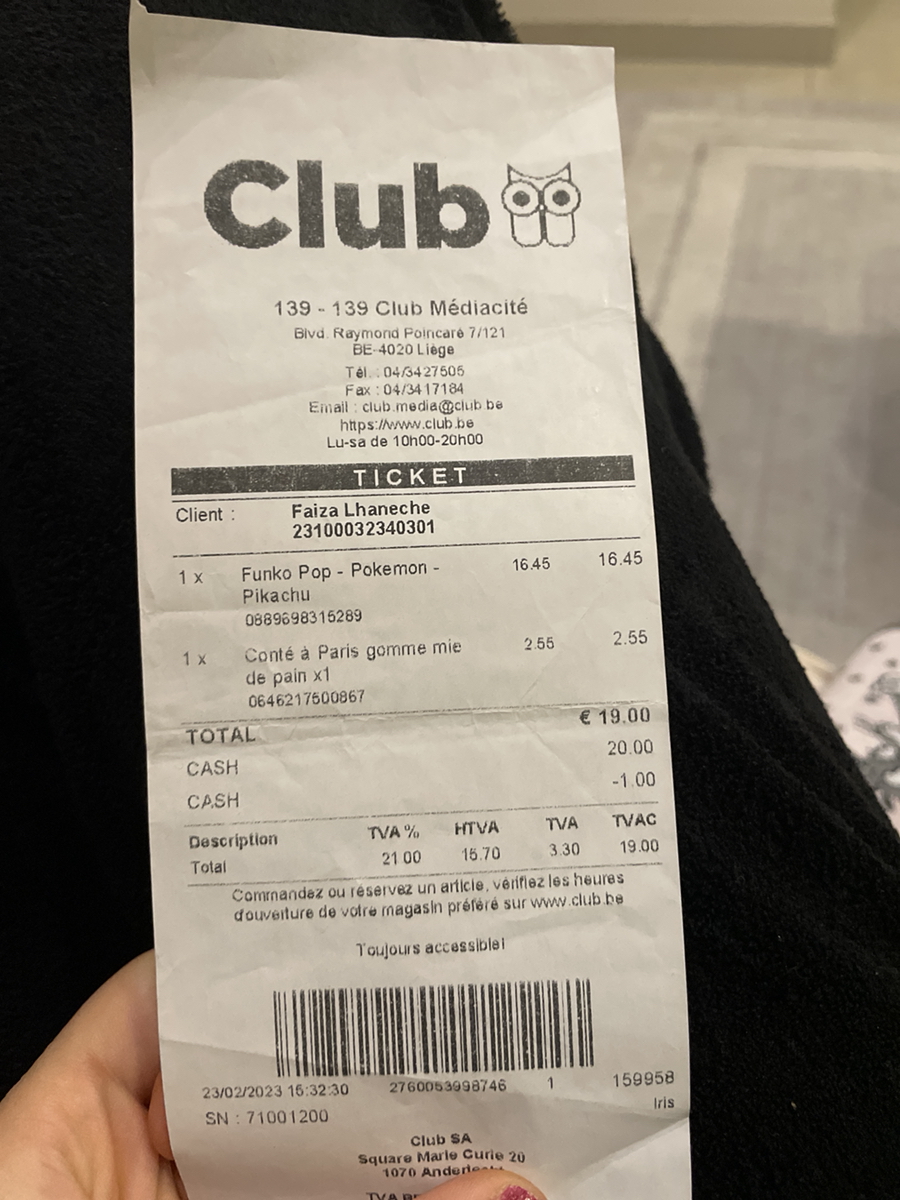 Club
139 - 139 Club Médiacité
Blvd. Raymond Poincaré 7/121
BE-4020 Liège
Tél. : 04/3427505
Fax : 04/3417184
Email : club.media@club.be
https://www.club.be
Lu-sa de 10h00-20h00
TICKET
Client : Faiza Lhaneche
23100032340301
1 x Funko Pop - Pokemon - 16.45 16.45
Pikachu
0889698315289
1 x Conté à Paris gomme mie 2.55 2.55
de pain x1
0646217500867
TOTAL € 19.00
CASH 20.00
CASH -1.00
Description TVA % HTVA TVA TVAC
Total 21.00 15.70 3.30 19.00
Commandez ou réservez un article, vérifiez les heures
d'ouverture de votre magasin préféré sur www.club.be
Toujours accessible!
23/02/2023 15:32:30 2760053998746 1 159958
Iris
SN : 71001200
Club SA
Square Marie Curie 20
1070
TVA